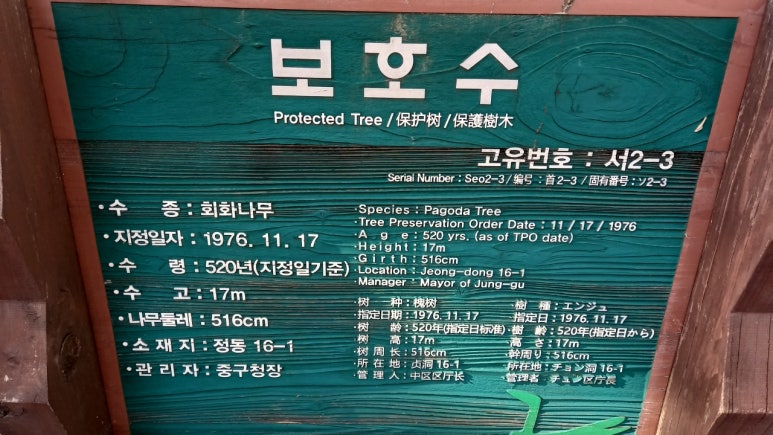 보호수
Protected Tree/保护树/保護樹木
고유번호 : 서2-3
Serial Number : Seo2-3/编号 : 首2-3/固有番号 : ソ2-3
·수 종 : 회화나무
·지정일자 : 1976. 11. 17
·수 령 : 520년(지정일기준)
·수 고 : 17m
·나무둘레 : 516cm
·소 재 지 : 정동 16-1
·관 리 자 : 중구청장
·Species : Pagoda Tree
·Tree Preservation Order Date : 11 / 17 / 1976
·A g e : 520 yrs. (as of TPO date)
·Height : 17m
·Girth : 516cm
·Location : Jeong-dong 16-1
·Manager : Mayor of Jung-gu
·树 种 : 槐树
·指定日期 : 1976. 11. 17
·树 龄 : 520年(指定日标准)
·树 高 : 17m
·树 周 长 : 516cm
·所 在 地 : 贞洞 16-1
·管 理 人 : 中区区厅长
·樹 種 : エンジュ
·指定日 : 1976. 11. 17
·樹 齢 : 520年(指定日から)
·高 さ : 17m
·幹周り : 516cm
·所在地 : チョン洞 16-1
·管理者 : チュン区庁長